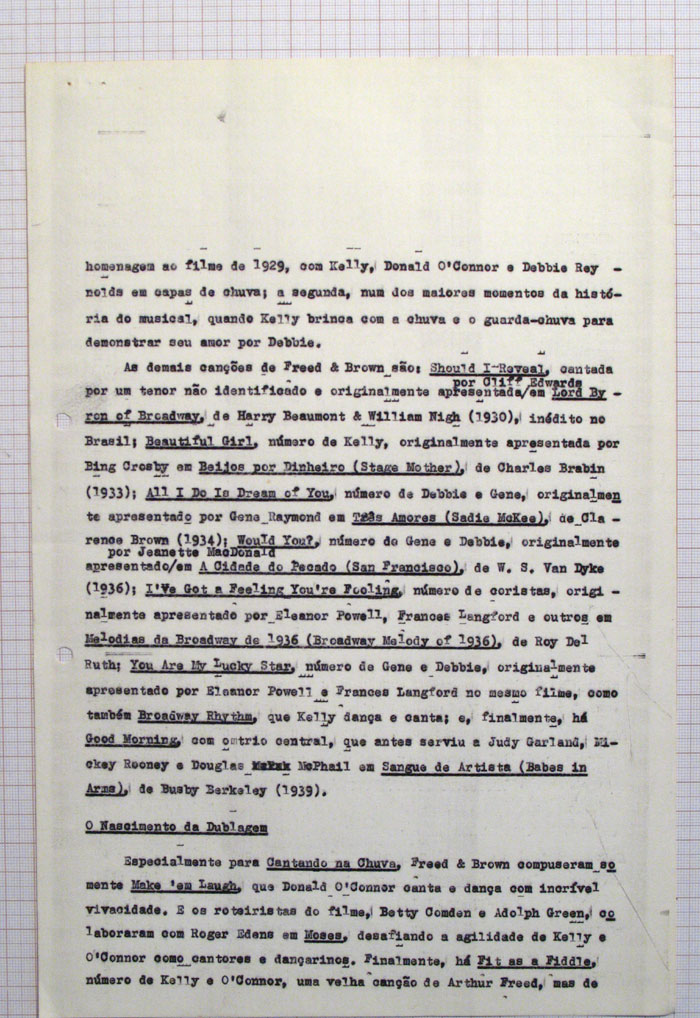 homenagem ao filme de 1929, com Kelly, Donald O'Connor e Debbie Rey -
nolds em capas de chuva; a segunda, num dos maiores momentos da histó-
ria do musical, quando Kelly brinca com a chuva e o guarda-chuva para
demonstrar seu amor por Debbie.
As demais canções de Freed & Brown são: Should I Reveal, cantada
por Cliff Edwards
por um tenor não identificado e originalmente apresentada/em Lord By -
ron of Broadway, de Harry Beaumont & William Nigh (1930), inédito no
Brasil; Beautiful Girl, número de Kelly, originalmente apresentada por
Bing Crosby em Beijos por Dinheiro (Stage Mother), de Charles Brabin
(1933); All I Do Is Dream of You, número de Debbie e Gene, originalmen
te apresentado por Gene Raymond em Três Amores (Sadie McKee), de Cla -
rence Brown (1934); Would You?, número de Gene e Debbie, originalmente
por Jeanette MacDonald
apresentado/em A Cidade do Pecado (San Francisco), de W. S. Van Dyke
(1936); I'Ve Got a Feeling You're Fooling, número de coristas, origi -
nalmente apresentado por Eleanor Powell, Frances Langford e outros em
Melodias da Broadway de 1936 (Broadway Melody of 1936), de Roy Del
Ruth; You Are My Lucky Star, número de Gene e Debbie, originalmente
apresentado por Eleanor Powell e Frances Langford no mesmo filme, como
também Broadway Rhythm, que Kelly dança e canta; e, finalmente, há
Good Morning, com o trio central, que antes serviu a Judy Garland, Mi-
ckey Rooney e Douglas McPhail em Sangue de Artista (Babes in
Arms), de Busby Berkeley (1939).
O Nascimento da Dublagem
Especialmente para Cantando na Chuva, Freed & Brown compuseram so
mente Make 'em Laugh, que Donald O'Connor canta e dança com incrível
vivacidade. E os roteiristas do filme, Betty Comden e Adolph Green, co
laboraram com Roger Edens em Moses, desafiando a agilidade de Kelly e
O'Connor como cantores e dançarinos. Finalmente, há Fit as a Fiddle,
número de Kelly e O'Connor, uma velha canção de Arthur Freed, mas de